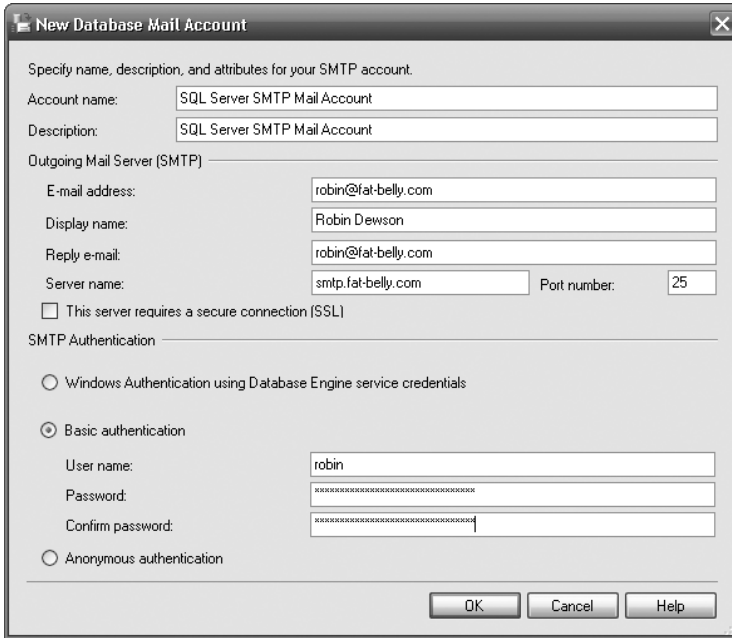 New Database Mail Account
Specify name, description, and attributes for your SMTP account.
Account name: SQL Server SMTP Mail Account
Description: SQL Server SMTP Mail Account
Outgoing Mail Server (SMTP)
E-mail address: robin@fat-belly.com
Display name: Robin Dewson
Reply e-mail: robin@fat-belly.com
Server name: smtp.fat-belly.com Port number: 25
This server requires a secure connection (SSL)
SMTP Authentication
Windows Authentication using Database Engine service credentials
Basic authentication
User name: robin
Password: ********************************
Confirm password: ********************************
Anonymous authentication
OK Cancel Help